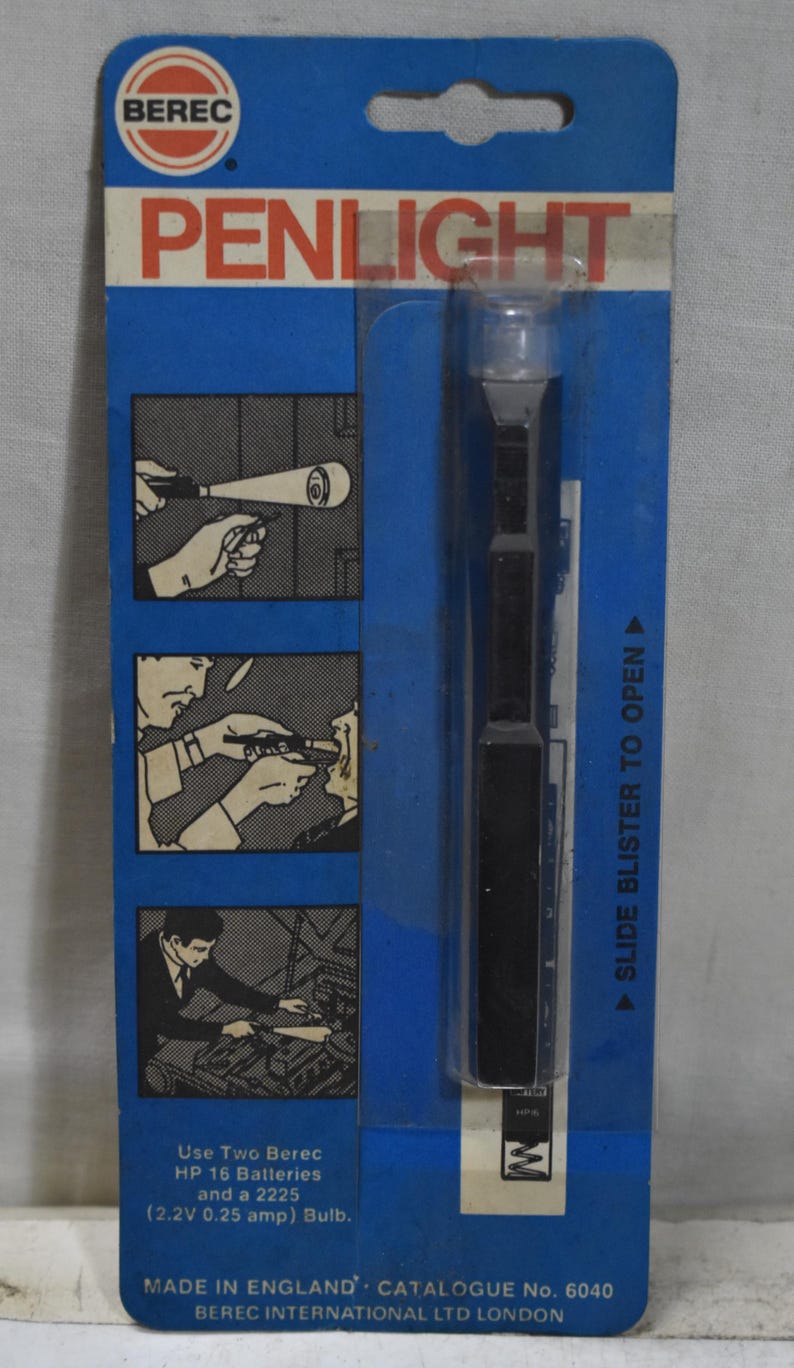 BEREC
PENLIGHT
▶ SLIDE BLISTER TO OPEN ▶
BATTERY
HP16
Use Two Berec
HP 16 Batteries
and a 2225
(2.2V 0.25 amp) Bulb.
MADE IN ENGLAND · CATALOGUE No. 6040
BEREC INTERNATIONAL LTD LONDON